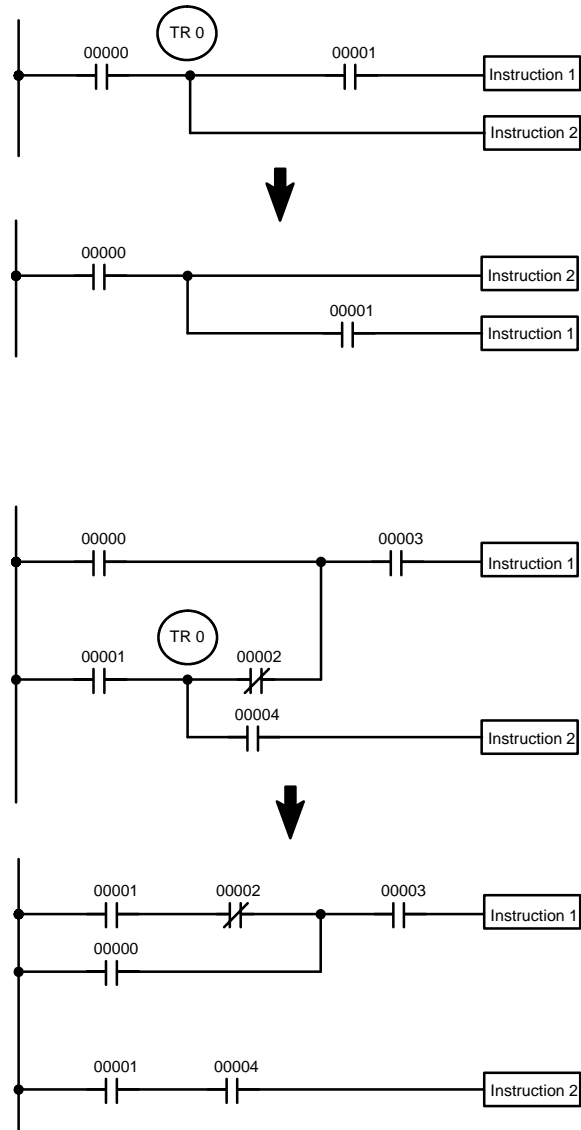 TR 0
00000
00001
Instruction 1
Instruction 2
00000
Instruction 2
00001
Instruction 1
00000
00003
Instruction 1
TR 0
00001
00002
00004
Instruction 2
00001
00002
00003
Instruction 1
00000
00001
00004
Instruction 2